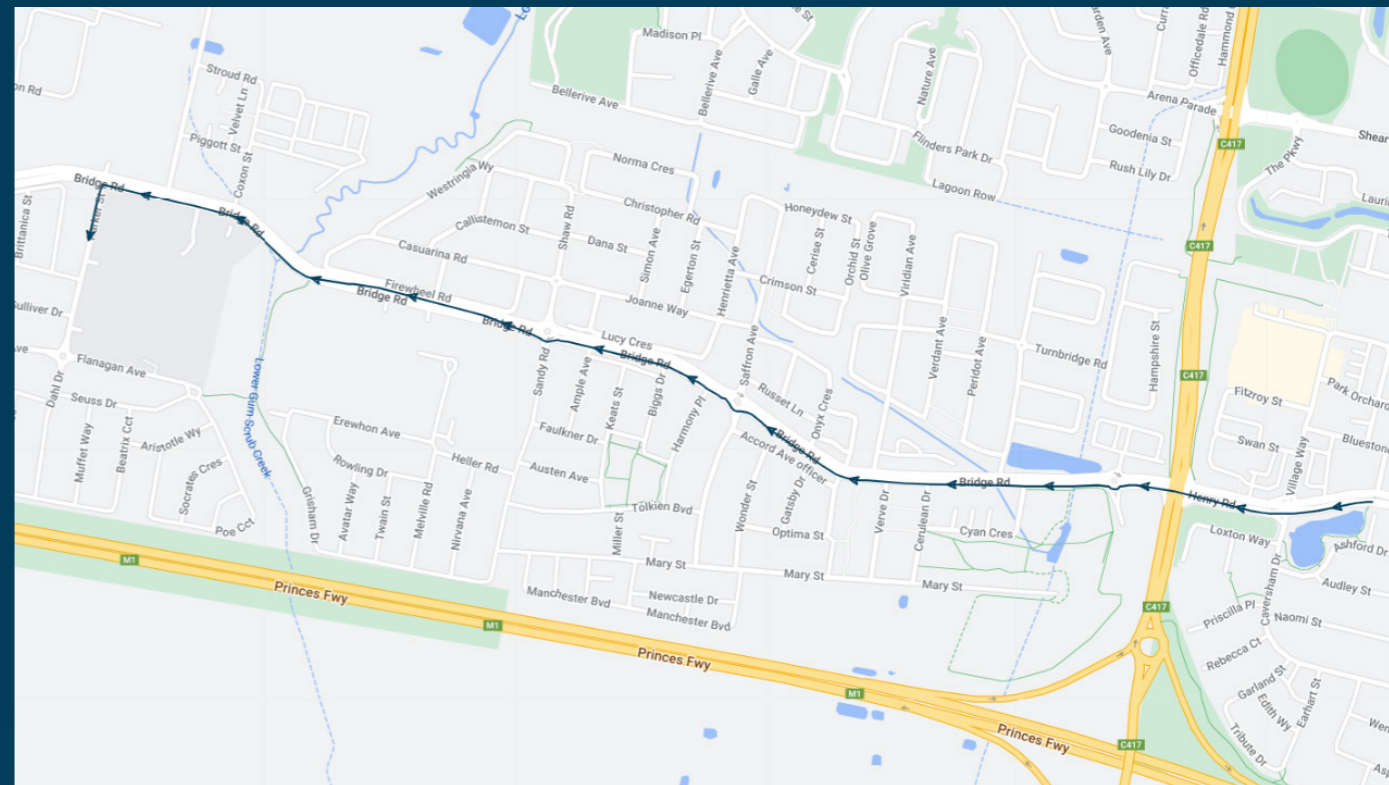 Madison Pl
Galle Ave
Bellerive Ave
Bellerive Ave
Nature Ave
Officedale Rd
Hammond
Arena Parade
Goodenia St
Rush Lily Dr
Flinders Park Dr
Lagoon Row
C417
The Pkwy
Stroud Rd
Velvet Ln
Piggott St
Coxon St
Westringia Wy
Norma Cres
Christopher Rd
Callistemon St
Shaw Rd
Dana St
Simon Ave
Egerton St
Henrietta Ave
Honeydew St
Cerise St
Orchid St
Olive Grove
Viridian Ave
Crimson St
Casuarina Rd
Joanne Way
Bridge Rd
Brittanica St
Bridge Rd
Firewheel Rd
Bridge Rd
Bridge Rd
Lucy Cres
Bridge Rd
Saffron Ave
Verdant Ave
Peridot Ave
Turnbridge Rd
Hampshire St
C417
C417
Fitzroy St
Swan St
Village Way
Flanagan Ave
Dahl Dr
Seuss Dr
Muffet Way
Beatrix Cct
Aristotle Wy
Socrates Cres
Poe Cct
Lower Gum Scrub Creek
Erewhon Ave
Rowling Dr
Grisham Dr
Avatar Way
Twain St
Melville Rd
Nirvana Ave
Heller Rd
Sandy Rd
Ample Ave
Keats St
Biggs Dr
Harmony Pl
Faulkner Dr
Austen Ave
Tolkien Bvd
Miller St
Mary St
Russet Ln
Onyx Cres
Bridge Rd
Accord Ave officer
Wonder St
Gatsby Dr
Optima St
Verve Dr
Cerulean Dr
Bridge Rd
Cyan Cres
Mary St
Mary St
Henry Rd
Loxton Way
Caversham Dr
Ashford Dr
Audley St
Naomi St
Priscilla Pl
Rebecca Ct
Garland St
Edith Wy
Earhart St
Tribute Dr
Manchester Bvd
Newcastle Dr
Manchester Bvd
M1
Princes Fwy
M1
Princes Fwy
M1
Princes Fwy
C417
C417